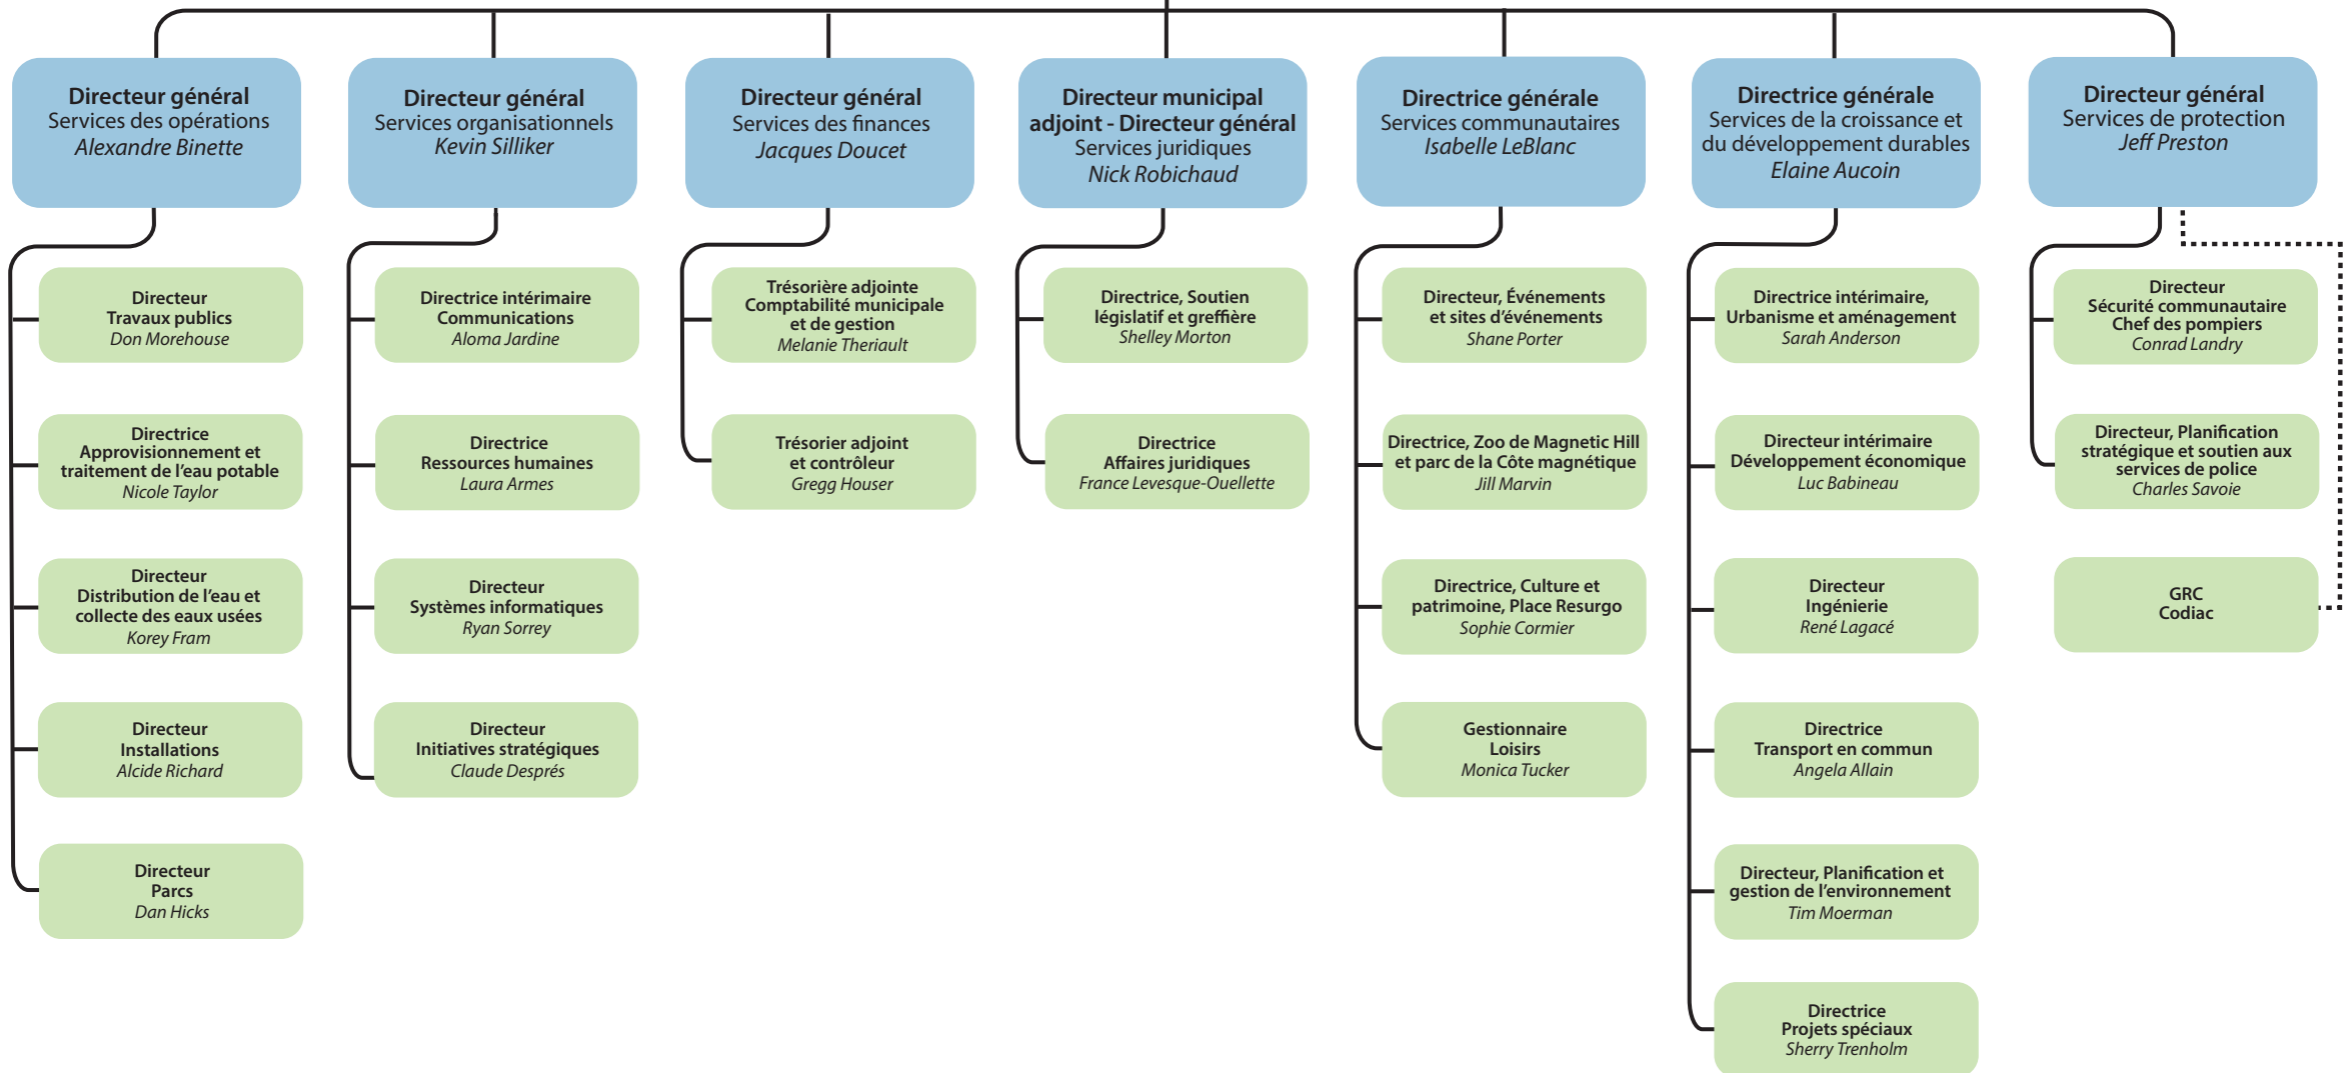 Directeur général
Services des opérations
Alexandre Binette
Directeur
Travaux publics
Don Morehouse
Directrice
Approvisionnement et
traitement de l’eau potable
Nicole Taylor
Directeur
Distribution de l’eau et
collecte des eaux usées
Korey Fram
Directeur
Installations
Alcide Richard
Directeur
Parcs
Dan Hicks
Directeur général
Services organisationnels
Kevin Silliker
Directrice intérimaire
Communications
Aloma Jardine
Directrice
Ressources humaines
Laura Armes
Directeur
Systèmes informatiques
Ryan Sorrey
Directeur
Initiatives stratégiques
Claude Després
Directeur général
Services des finances
Jacques Doucet
Trésorière adjointe
Comptabilité municipale
et de gestion
Melanie Theriault
Trésorier adjoint
et contrôleur
Gregg Houser
Directeur municipal
adjoint - Directeur général
Services juridiques
Nick Robichaud
Directrice, Soutien
législatif et greffière
Shelley Morton
Directrice
Affaires juridiques
France Levesque-Ouellette
Directrice générale
Services communautaires
Isabelle LeBlanc
Directeur, Événements
et sites d’événements
Shane Porter
Directrice, Zoo de Magnetic Hill
et parc de la Côte magnétique
Jill Marvin
Directrice, Culture et
patrimoine, Place Resurgo
Sophie Cormier
Gestionnaire
Loisirs
Monica Tucker
Directrice générale
Services de la croissance et
du développement durables
Elaine Aucoin
Directrice intérimaire,
Urbanisme et aménagement
Sarah Anderson
Directeur intérimaire
Développement économique
Luc Babineau
Directeur
Ingénierie
René Lagacé
Directrice
Transport en commun
Angela Allain
Directeur, Planification et
gestion de l’environnement
Tim Moerman
Directrice
Projets spéciaux
Sherry Trenholm
Directeur général
Services de protection
Jeff Preston
Directeur
Sécurité communautaire
Chef des pompiers
Conrad Landry
Directeur, Planification
stratégique et soutien aux
services de police
Charles Savoie
GRC
Codiac